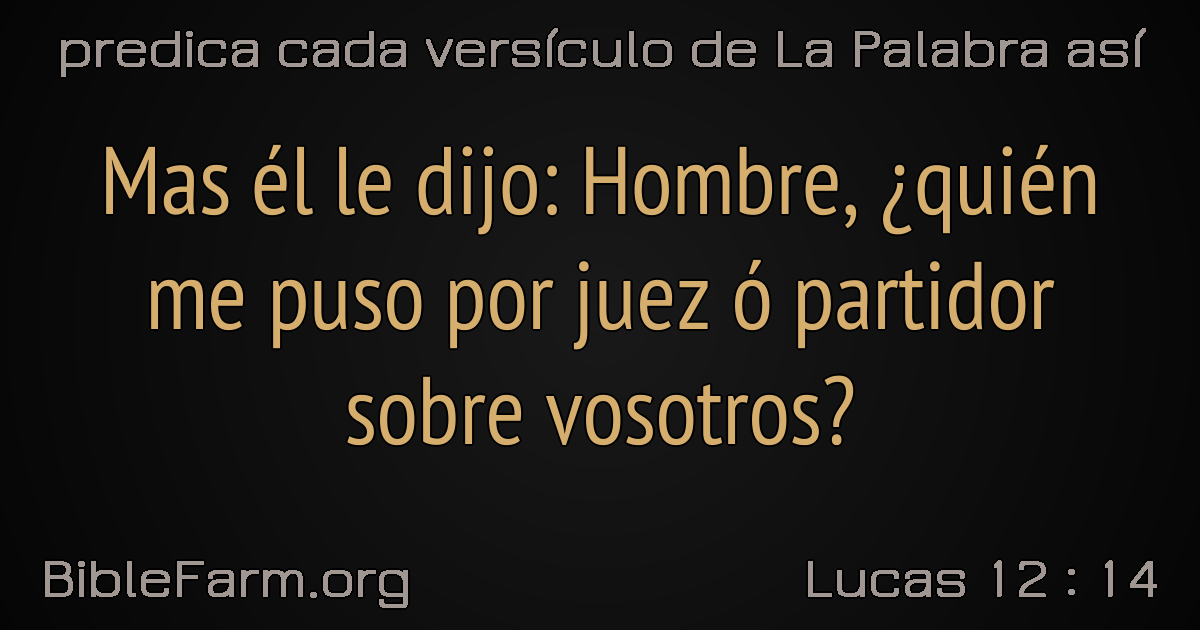 predica cada versículo de La Palabra así
Mas él le dijo: Hombre, ¿quién
me puso por juez ó partidor
sobre vosotros?
BibleFarm.org
Lucas 12 : 14